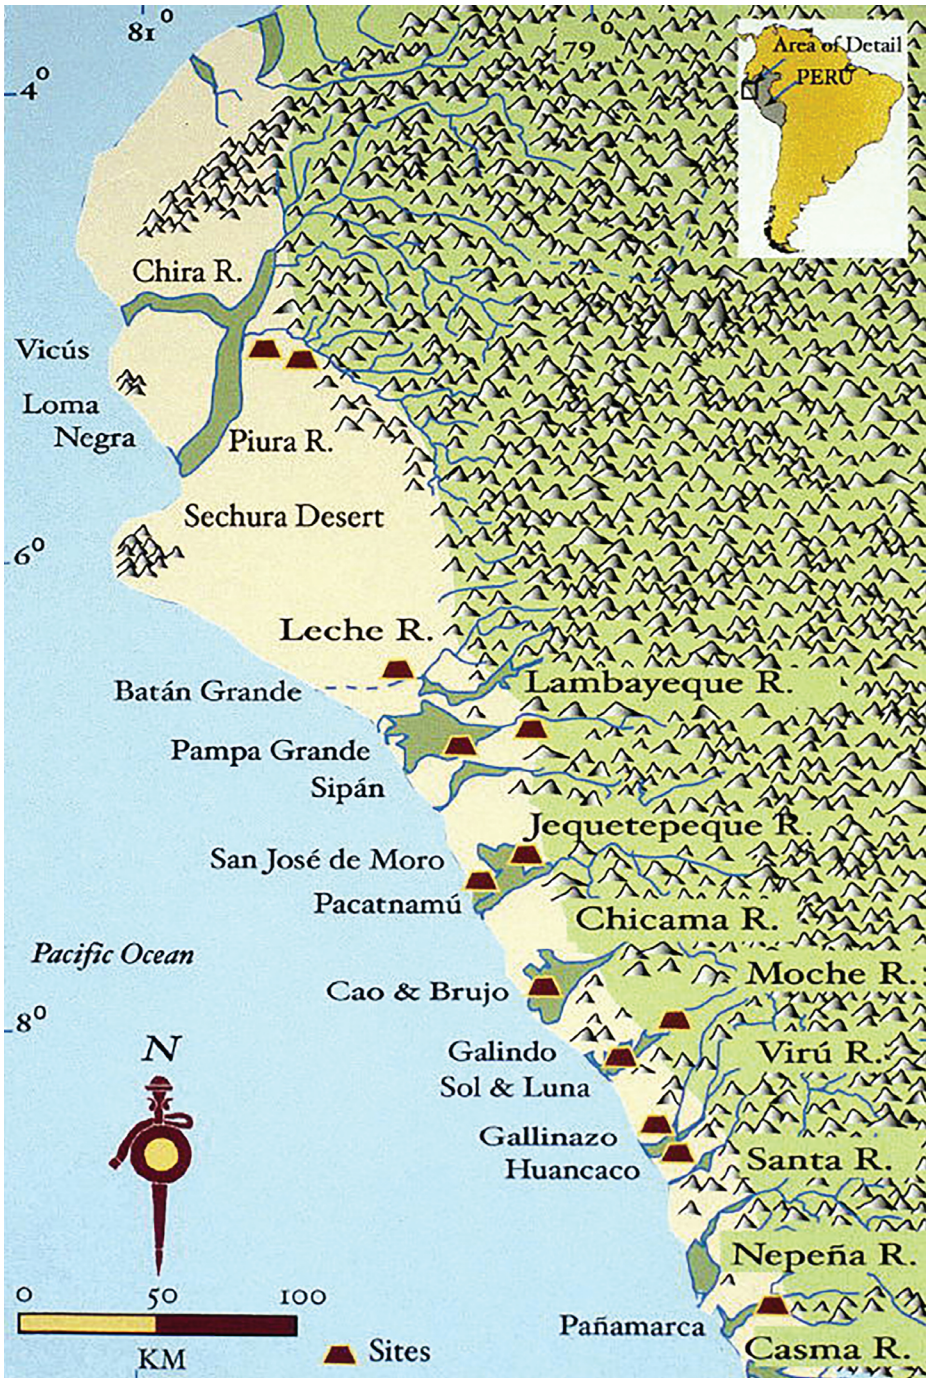 81°
79°
4°
Area of Detail
PERÚ
Chira R.
Vicús
Loma
Negra
Piura R.
Sechura Desert
6°
Leche R.
Batán Grande
Lambayeque R.
Pampa Grande
Sipán
Jequetepeque R.
San José de Moro
Pacatnamú
Chicama R.
Pacific Ocean
Moche R.
Cao & Brujo
8°
N
Galindo
Virú R.
Sol & Luna
Gallinazo
Huancaco
Santa R.
Nepeña R.
0 50 100
Pañamarca
KM
Sites
Casma R.